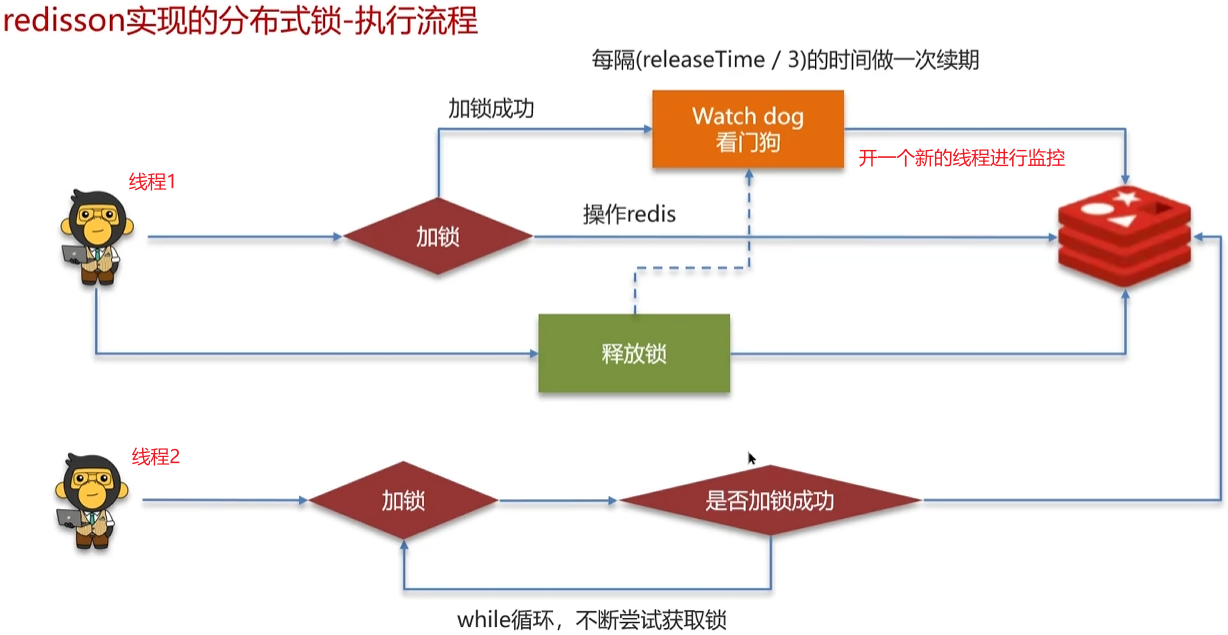 redisson实现的分布式锁-执行流程
每隔(releaseTime / 3)的时间做一次续期
加锁成功
Watch dog
看门狗
开一个新的线程进行监控
线程1
加锁
操作redis
释放锁
线程2
加锁
是否加锁成功
while循环，不断尝试获取锁